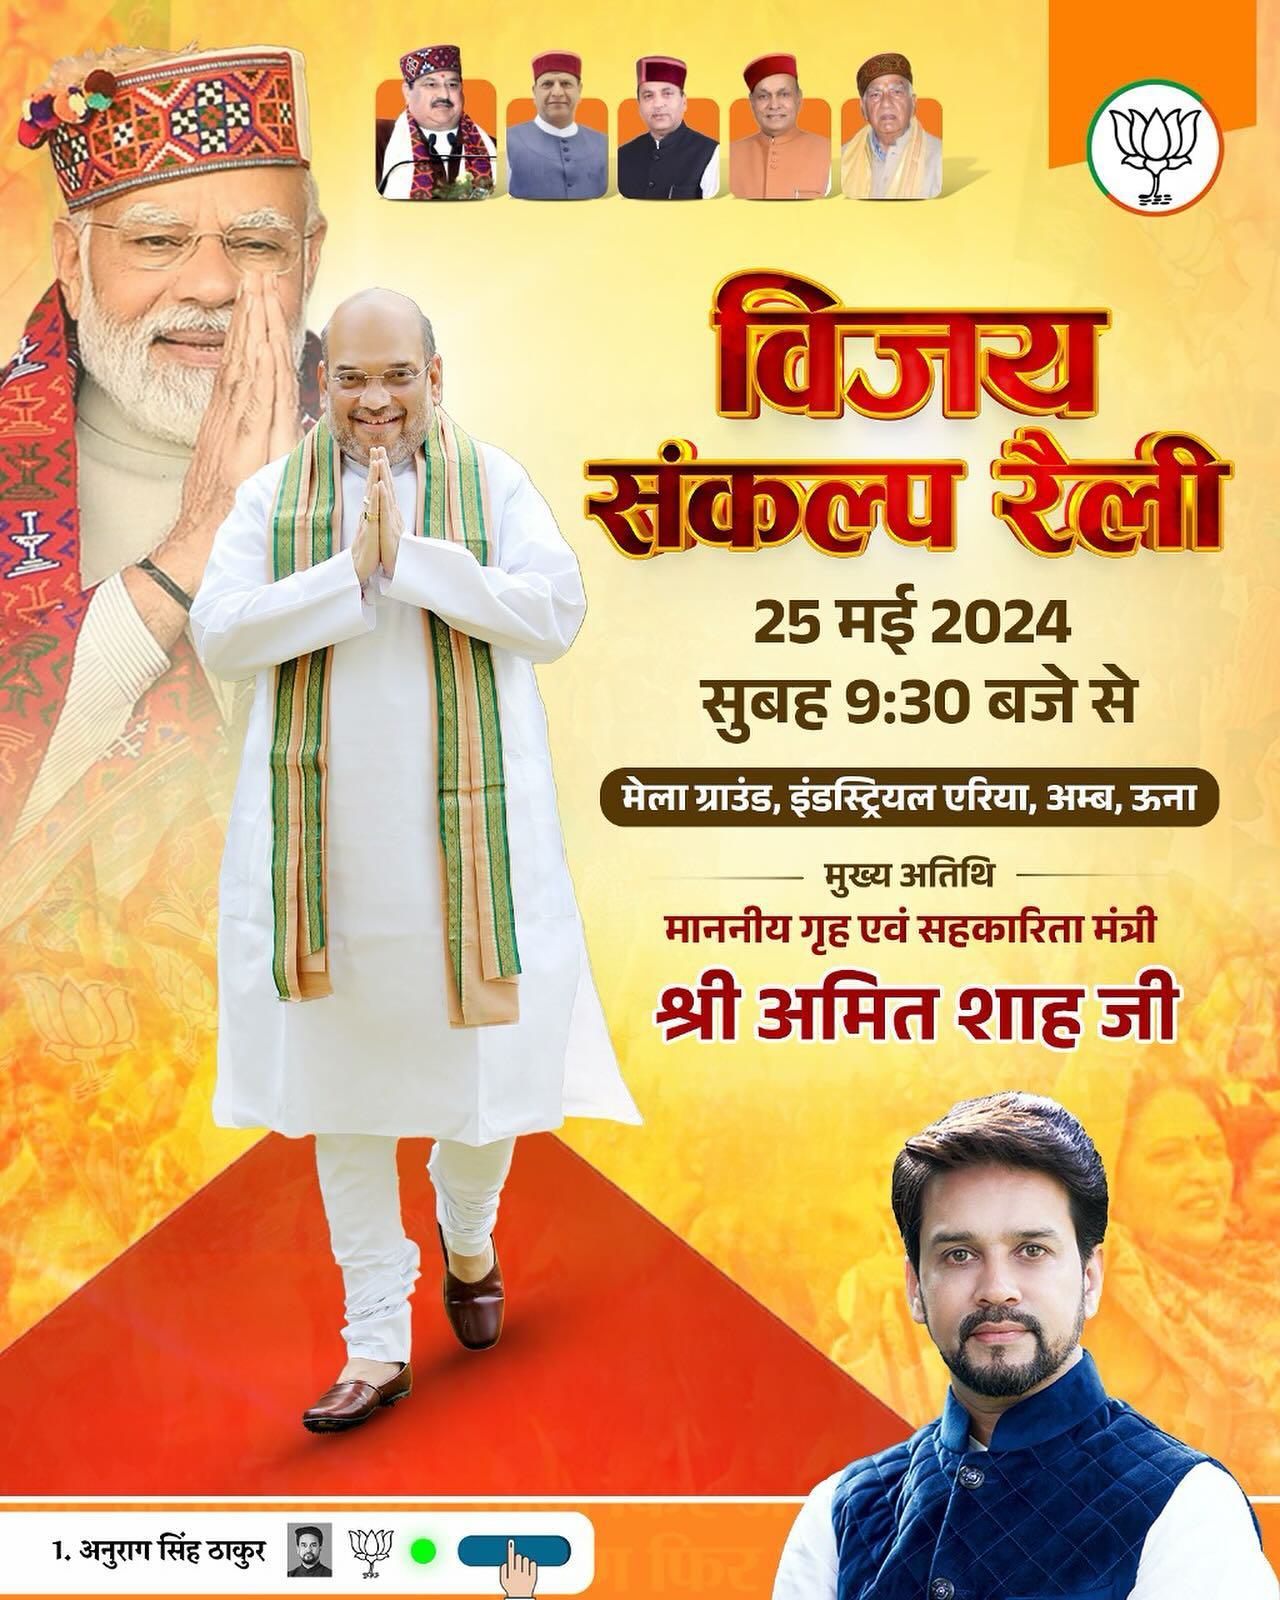 विजय
संकल्प रैली
25 मई 2024
सुबह 9:30 बजे से
मेला ग्राउंड, इंडस्ट्रियल एरिया, अम्ब, ऊना
मुख्य अतिथि
माननीय गृह एवं सहकारिता मंत्री
श्री अमित शाह जी
1. अनुराग सिंह ठाकुर
फिर